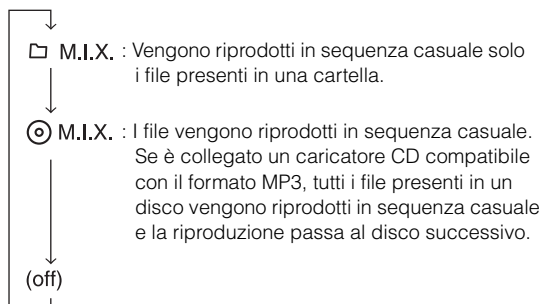 M.I.X. : Vengono riprodotti in sequenza casuale solo
i file presenti in una cartella.
M.I.X. : I file vengono riprodotti in sequenza casuale.
Se è collegato un caricatore CD compatibile
con il formato MP3, tutti i file presenti in un
disco vengono riprodotti in sequenza casuale
e la riproduzione passa al disco successivo.
(off)